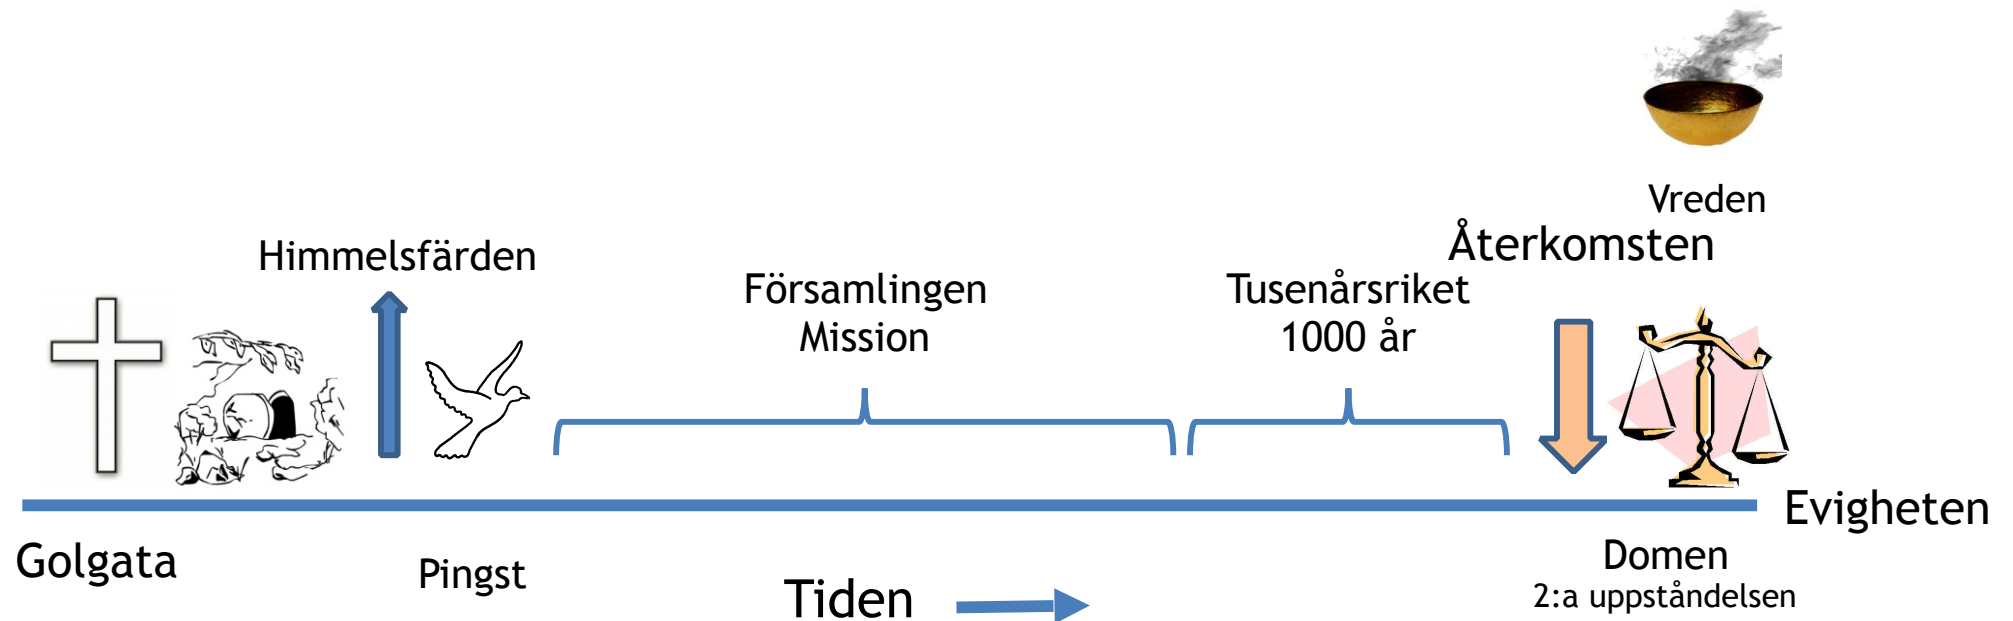 Vreden
Återkomsten
Himmelsfärden
Församlingen
Mission
Tusenårsriket
1000 år
Evigheten
Golgata
Pingst
Tiden
Domen
2:a uppståndelsen